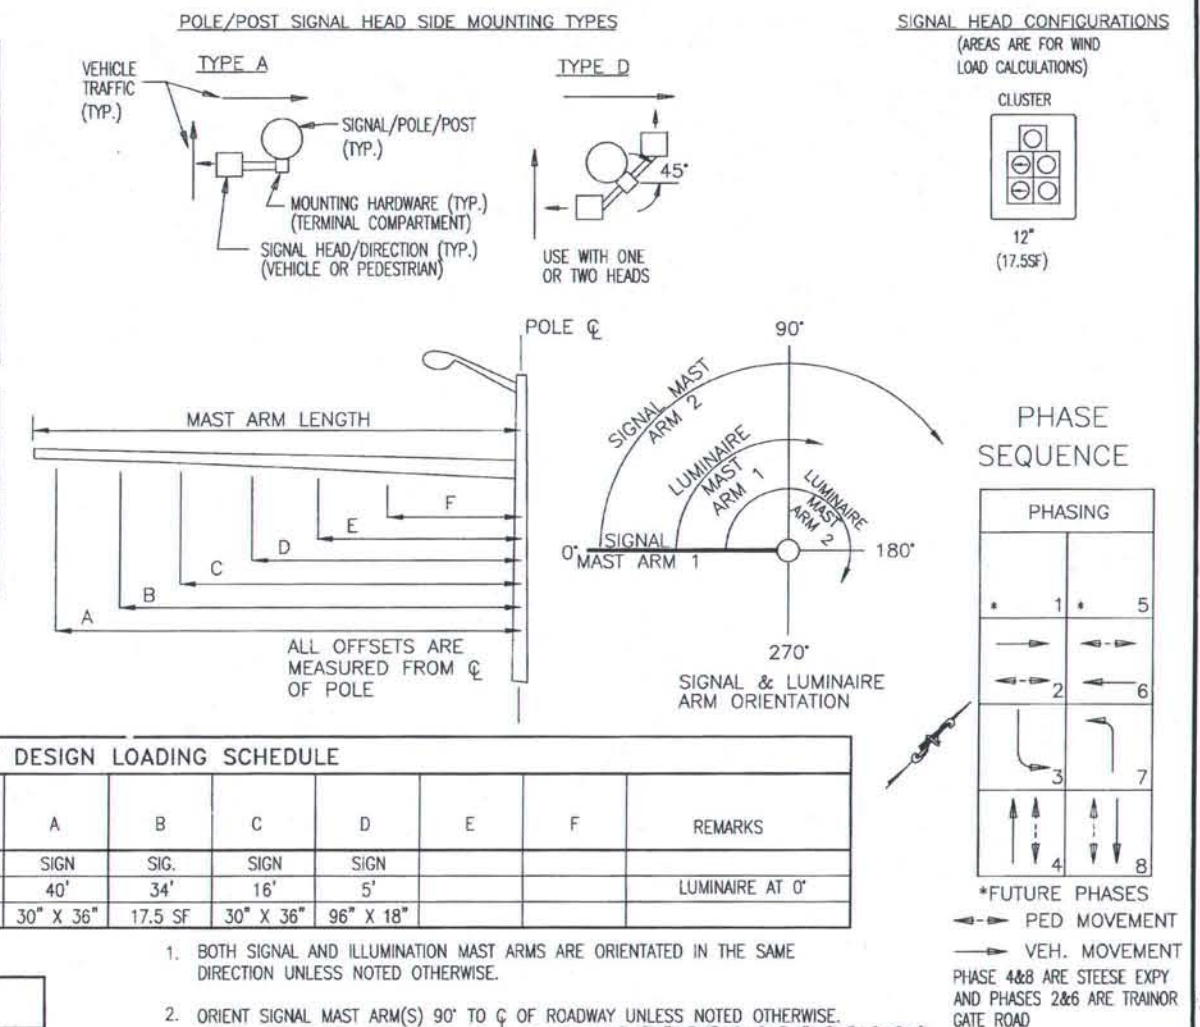 POLE/POST SIGNAL HEAD SIDE MOUNTING TYPES
TYPE A
VEHICLE
TRAFFIC
(TYP.)
SIGNAL/POLE/POST
(TYP.)
MOUNTING HARDWARE (TYP.)
(TERMINAL COMPARTMENT)
SIGNAL HEAD/DIRECTION (TYP.)
(VEHICLE OR PEDESTRIAN)
TYPE D
45°
USE WITH ONE
OR TWO HEADS
SIGNAL HEAD CONFIGURATIONS
(AREAS ARE FOR WIND
LOAD CALCULATIONS)
CLUSTER
12"
(17.5SF)
POLE ℄
MAST ARM LENGTH
F
E
D
C
B
A
ALL OFFSETS ARE
MEASURED FROM ℄
OF POLE
90°
SIGNAL MAST
ARM 2
LUMINAIRE
MAST
ARM 1
LUMINAIRE
MAST
ARM 2
0°
SIGNAL
MAST ARM 1
180°
270°
SIGNAL & LUMINAIRE
ARM ORIENTATION
PHASE
SEQUENCE
PHASING
* 1 * 5
2 6
3 7
4 8
*FUTURE PHASES
PED MOVEMENT
VEH. MOVEMENT
PHASE 4&8 ARE STEESE EXPY
AND PHASES 2&6 ARE TRAINOR
GATE ROAD
DESIGN LOADING SCHEDULE
A B C D E F REMARKS
SIGN SIG. SIGN SIGN
40' 34' 16' 5' LUMINAIRE AT 0°
30" X 36" 17.5 SF 30" X 36" 96" X 18"
1. BOTH SIGNAL AND ILLUMINATION MAST ARMS ARE ORIENTATED IN THE SAME
DIRECTION UNLESS NOTED OTHERWISE.
2. ORIENT SIGNAL MAST ARM(S) 90° TO ℄ OF ROADWAY UNLESS NOTED OTHERWISE.